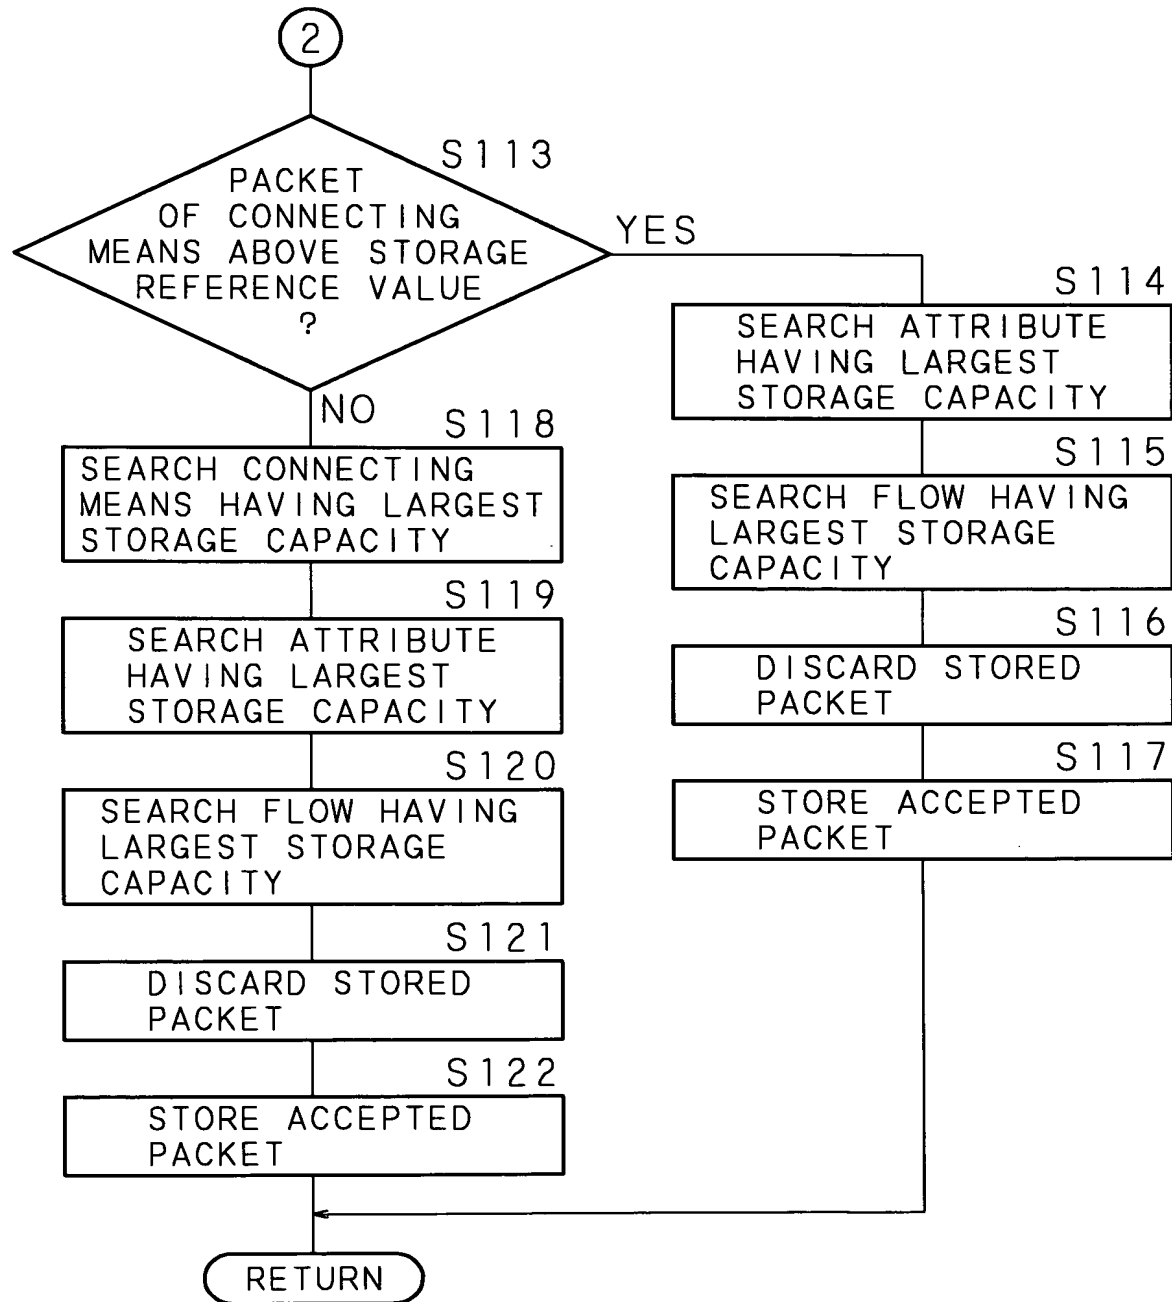 2
S113
PACKET
OF CONNECTING
MEANS ABOVE STORAGE
REFERENCE VALUE
?
YES
NO
S114
SEARCH ATTRIBUTE
HAVING LARGEST
STORAGE CAPACITY
S115
SEARCH FLOW HAVING
LARGEST STORAGE
CAPACITY
S116
DISCARD STORED
PACKET
S117
STORE ACCEPTED
PACKET
S118
SEARCH CONNECTING
MEANS HAVING LARGEST
STORAGE CAPACITY
S119
SEARCH ATTRIBUTE
HAVING LARGEST
STORAGE CAPACITY
S120
SEARCH FLOW HAVING
LARGEST STORAGE
CAPACITY
S121
DISCARD STORED
PACKET
S122
STORE ACCEPTED
PACKET
RETURN